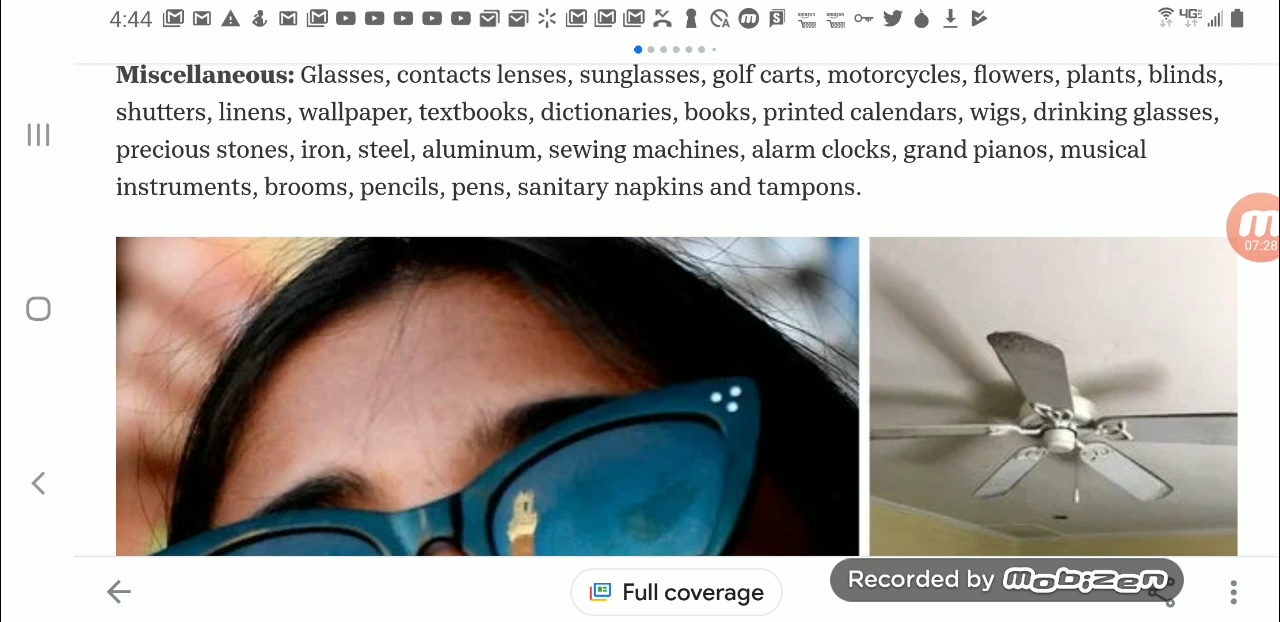 4:44
4G
Miscellaneous: Glasses, contacts lenses, sunglasses, golf carts, motorcycles, flowers, plants, blinds,
shutters, linens, wallpaper, textbooks, dictionaries, books, printed calendars, wigs, drinking glasses,
precious stones, iron, steel, aluminum, sewing machines, alarm clocks, grand pianos, musical
instruments, brooms, pencils, pens, sanitary napkins and tampons.
07:28
Full coverage
Recorded by mobizen